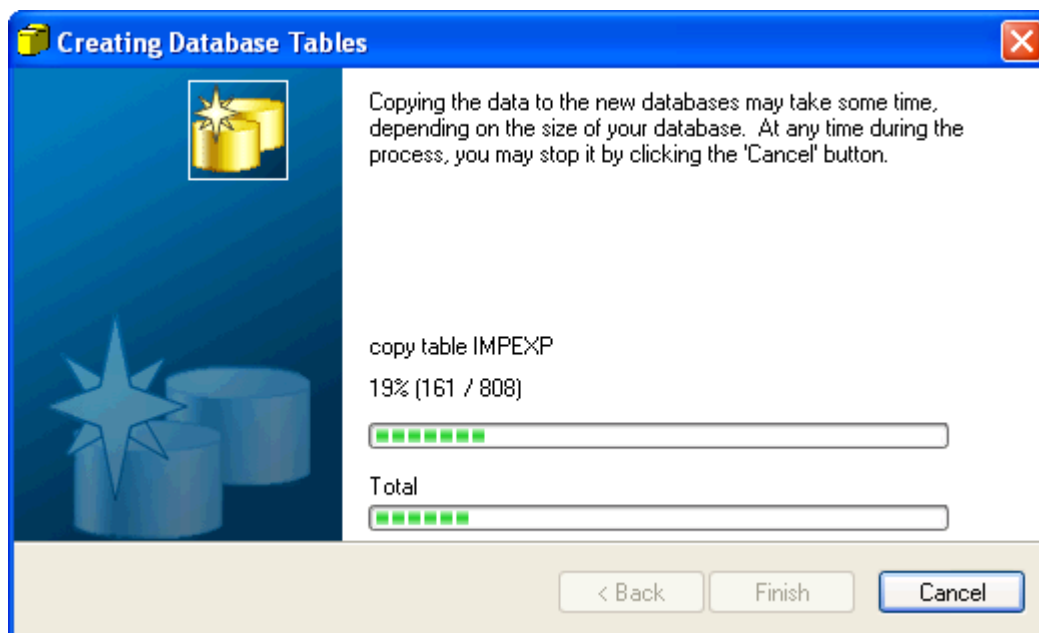 Creating Database Tables
Copying the data to the new databases may take some time,
depending on the size of your database.  At any time during the
process, you may stop it by clicking the 'Cancel' button.
copy table IMPEXP
19% (161 / 808)
Total
< Back
Finish
Cancel